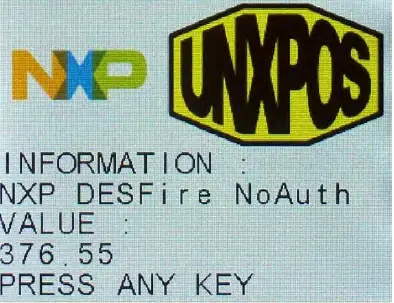 NXP UNXPOS
INFORMATION :
NXP DESFire NoAuth
VALUE :
376.55
PRESS ANY KEY